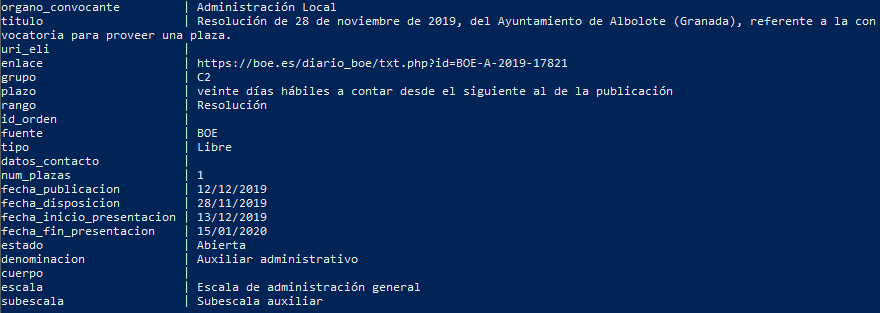 organo_convocante | Administración Local
titulo | Resolución de 28 de noviembre de 2019, del Ayuntamiento de Albolote (Granada), referente a la con
vocatoria para proveer una plaza.
uri_eli |
enlace | https://boe.es/diario_boe/txt.php?id=BOE-A-2019-17821
grupo | C2
plazo | veinte días hábiles a contar desde el siguiente al de la publicación
rango | Resolución
id_orden |
fuente | BOE
tipo | Libre
datos_contacto |
num_plazas | 1
fecha_publicacion | 12/12/2019
fecha_disposicion | 28/11/2019
fecha_inicio_presentacion | 13/12/2019
fecha_fin_presentacion | 15/01/2020
estado | Abierta
denominacion | Auxiliar administrativo
cuerpo |
escala | Escala de administración general
subescala | Subescala auxiliar